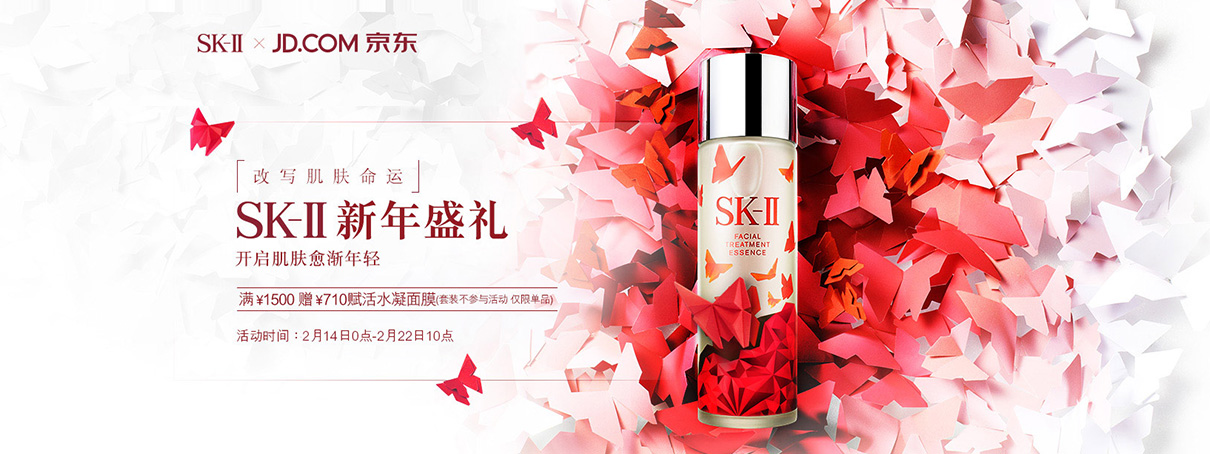 SK-II × JD.COM 京东
改写肌肤命运
SK-II 新年盛礼
开启肌肤愈渐年轻
满 ¥1500 赠 ¥710赋活水凝面膜(套装不参与活动 仅限单品)
活动时间：2月14日0点-2月22日10点
SK-II
FACIAL
TREATMENT
ESSENCE